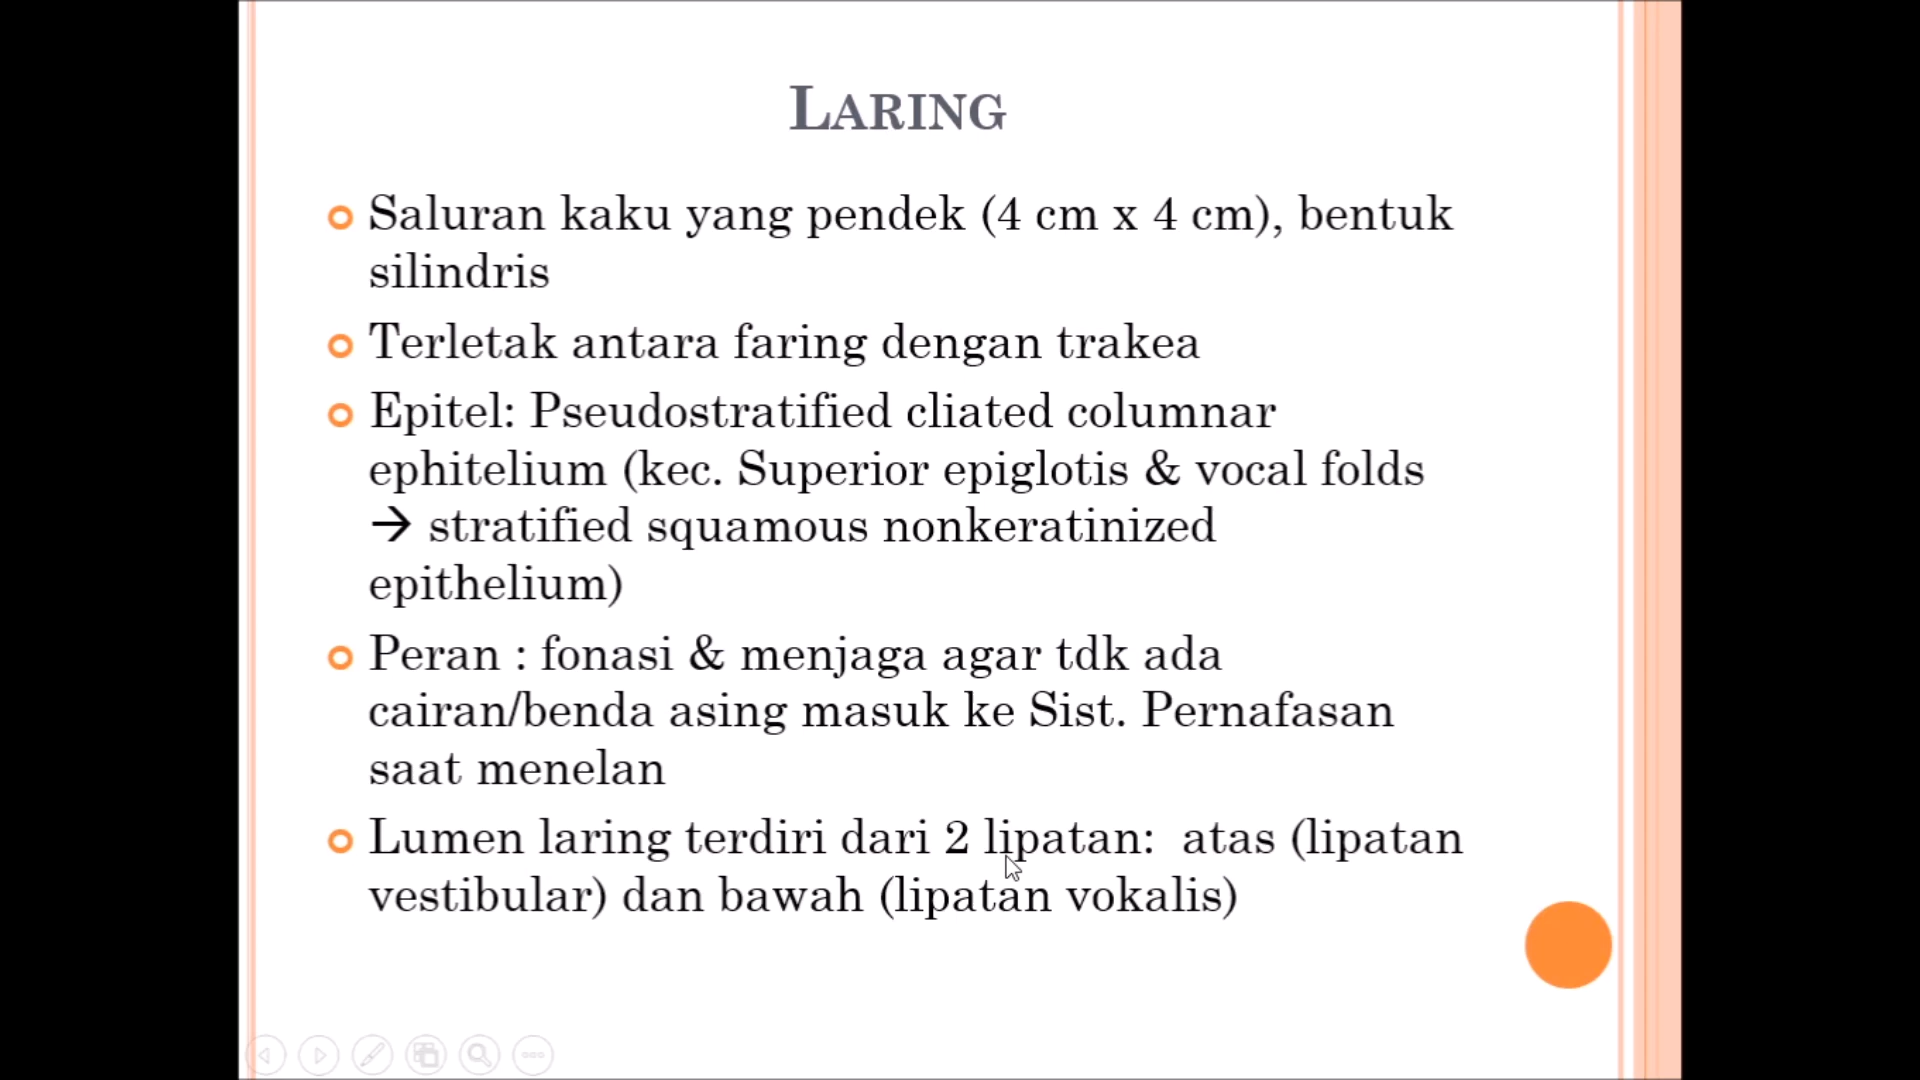 LARING
Saluran kaku yang pendek (4 cm x 4 cm), bentuk
silindris
Terletak antara faring dengan trakea
Epitel: Pseudostratified cliated columnar
ephitelium (kec. Superior epiglotis & vocal folds
→ stratified squamous nonkeratinized
epithelium)
Peran : fonasi & menjaga agar tdk ada
cairan/benda asing masuk ke Sist. Pernafasan
saat menelan
Lumen laring terdiri dari 2 lipatan:  atas (lipatan
vestibular) dan bawah (lipatan vokalis)